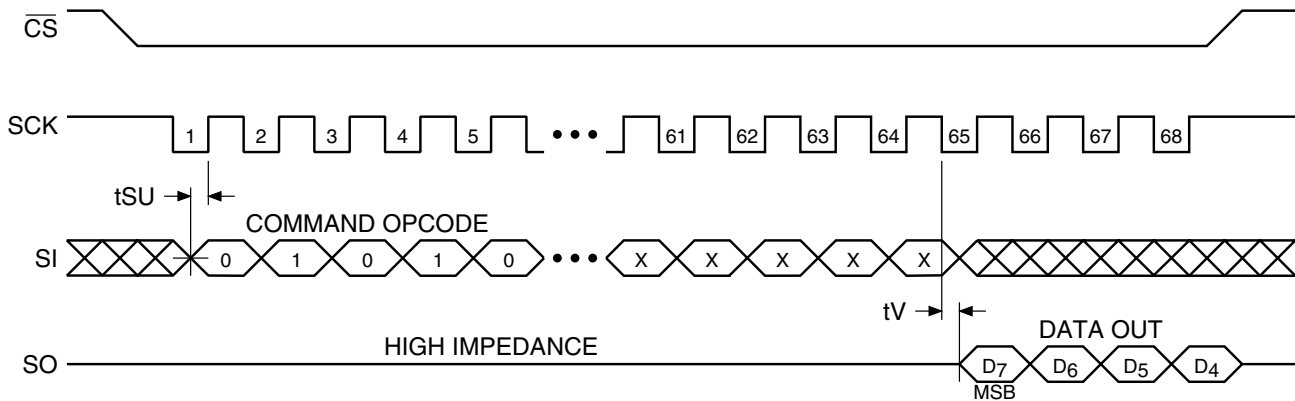 CS
SCK 1 2 3 4 5 ••• 61 62 63 64 65 66 67 68
tSU
COMMAND OPCODE
SI 0 1 0 1 0 ••• X X X X X
tV
DATA OUT
HIGH IMPEDANCE
SO D7 D6 D5 D4
MSB